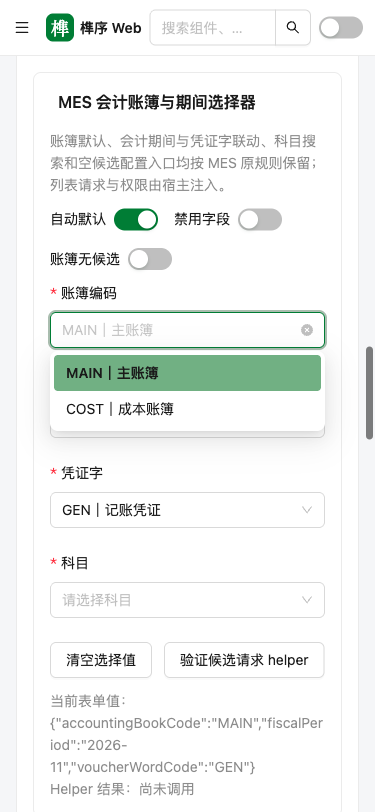 榫 榫序 Web 搜索组件、...
MES 会计账簿与期间选择器
账簿默认、会计期间与凭证字联动、科目搜
索和空候选配置入口均按 MES 原规则保留；
列表请求与权限由宿主注入。
自动默认 禁用字段
账簿无候选
* 账簿编码
MAIN｜主账簿
MAIN｜主账簿
COST｜成本账簿
* 凭证字
GEN｜记账凭证
* 科目
请选择科目
清空选择值 验证候选请求 helper
当前表单值：
{"accountingBookCode":"MAIN","fiscalPer
iod":"2026-
11","voucherWordCode":"GEN"}
Helper 结果：尚未调用